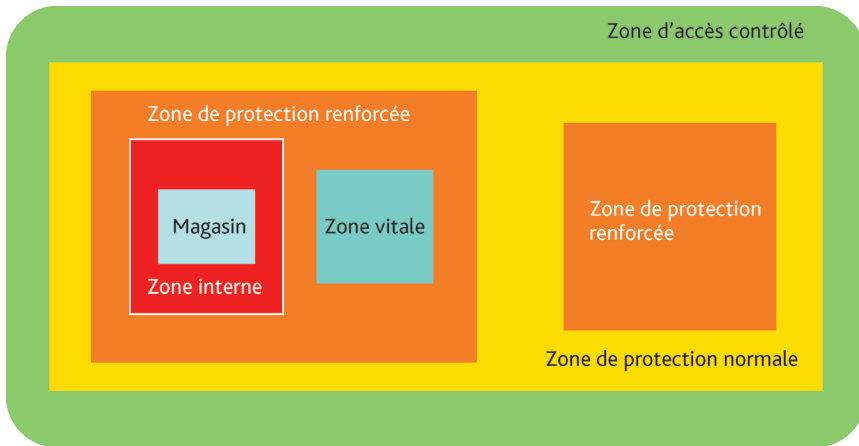 Zone d’accès contrôlé
Zone de protection renforcée
Magasin
Zone vitale
Zone interne
Zone de protection
renforcée
Zone de protection normale